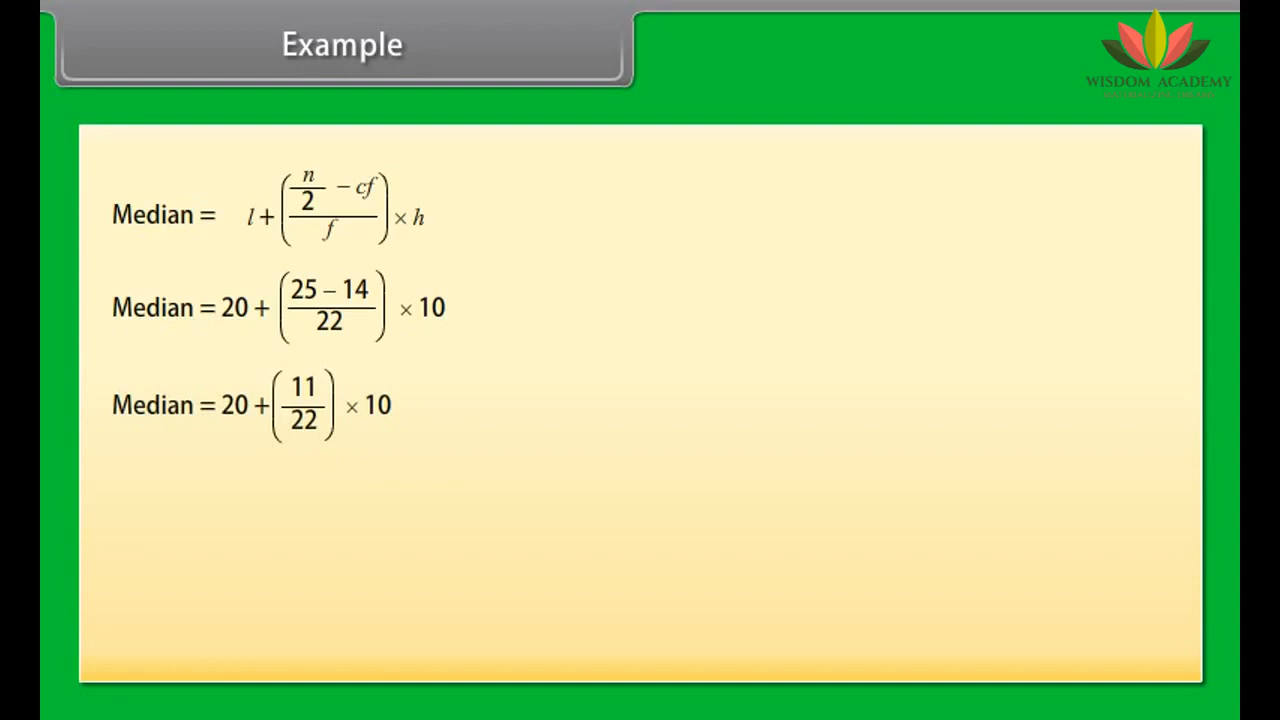 Example
WISDOM ACADEMY
Median = l + ( (n/2 − cf) / f ) × h
Median = 20 + ( (25 − 14) / 22 ) × 10
Median = 20 + ( 11 / 22 ) × 10